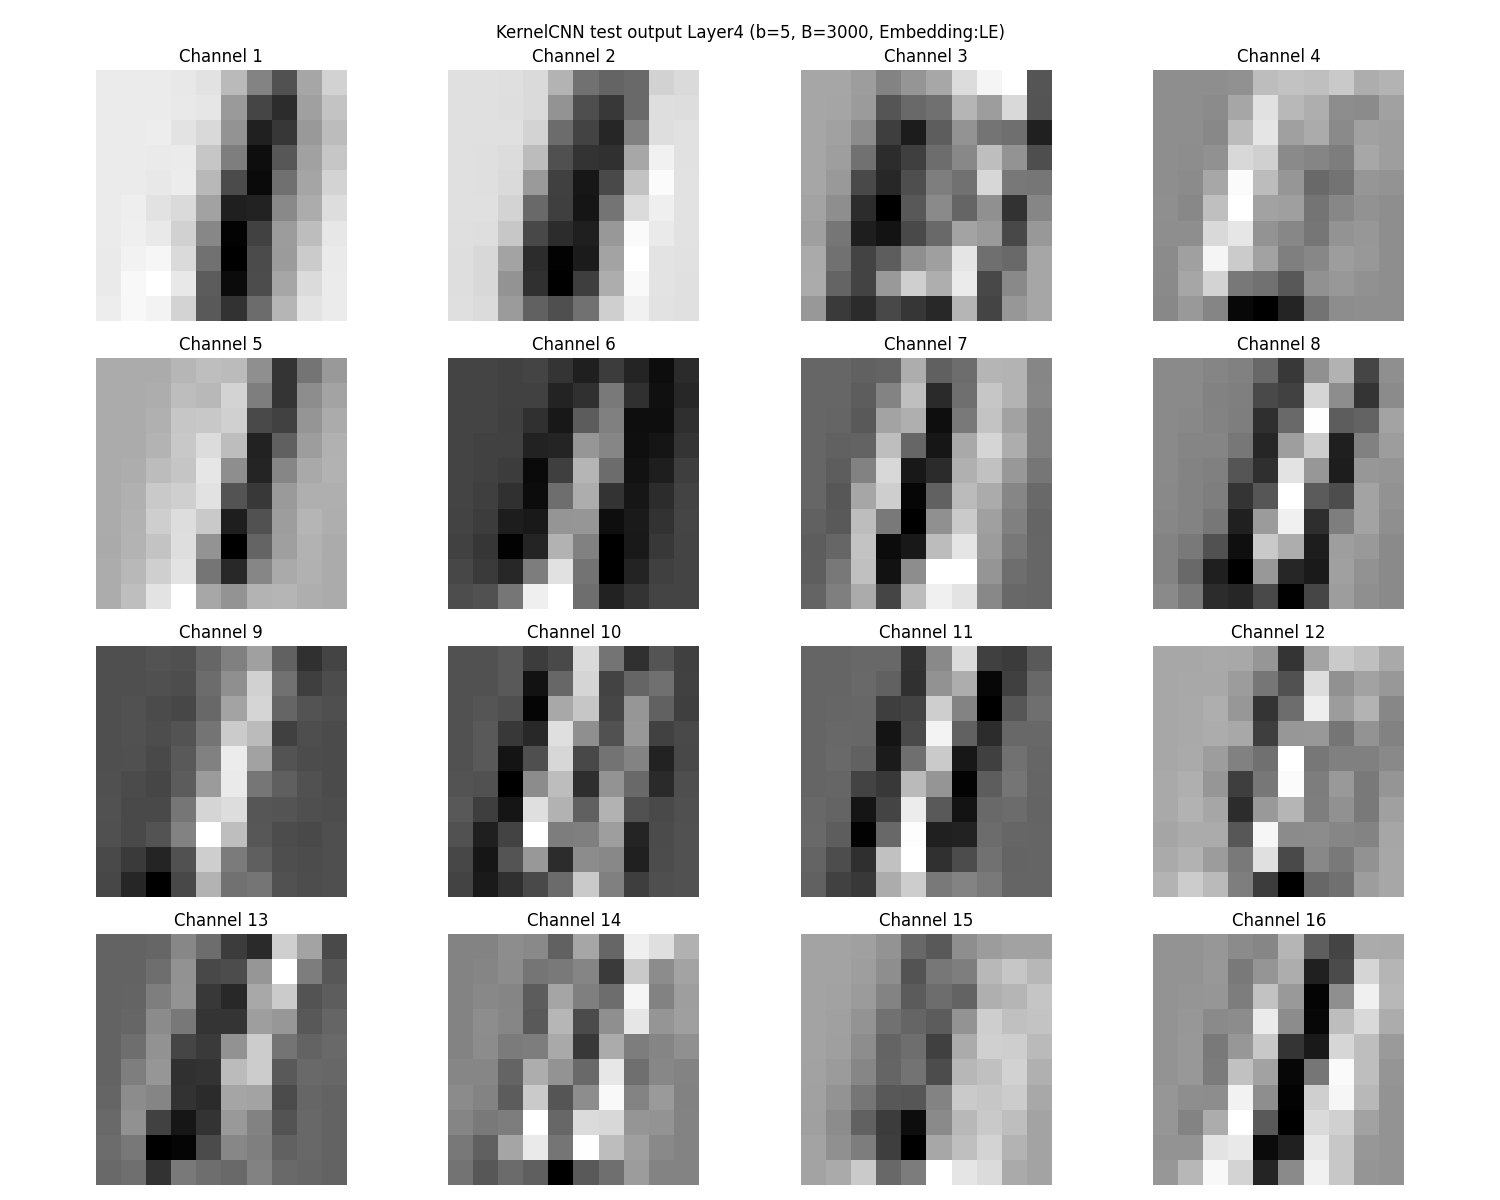 KernelCNN test output Layer4 (b=5, B=3000, Embedding:LE)
Channel 1
Channel 2
Channel 3
Channel 4
Channel 5
Channel 6
Channel 7
Channel 8
Channel 9
Channel 10
Channel 11
Channel 12
Channel 13
Channel 14
Channel 15
Channel 16